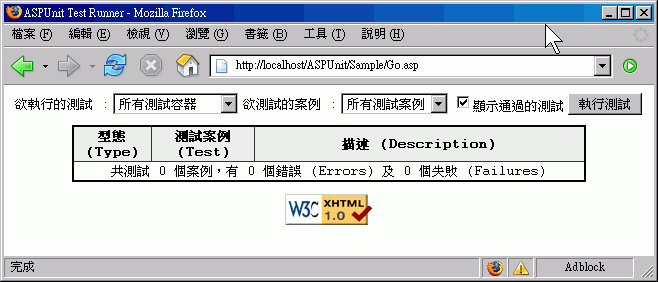 ASPUnit Test Runner - Mozilla Firefox
檔案 (F) 編輯 (E) 檢視 (V) 瀏覽 (G) 書籤 (B) 工具 (T) 說明 (H)
http://localhost/ASPUnit/Sample/Go.asp
欲執行的測試 : 所有測試容器 欲測試的案例 : 所有測試案例 顯示通過的測試 執行測試
型態 (Type) 測試案例 (Test) 描述 (Description)
共測試 0 個案例，有 0 個錯誤 (Errors) 及 0 個失敗 (Failures)
W3C XHTML 1.0
完成 Adblock